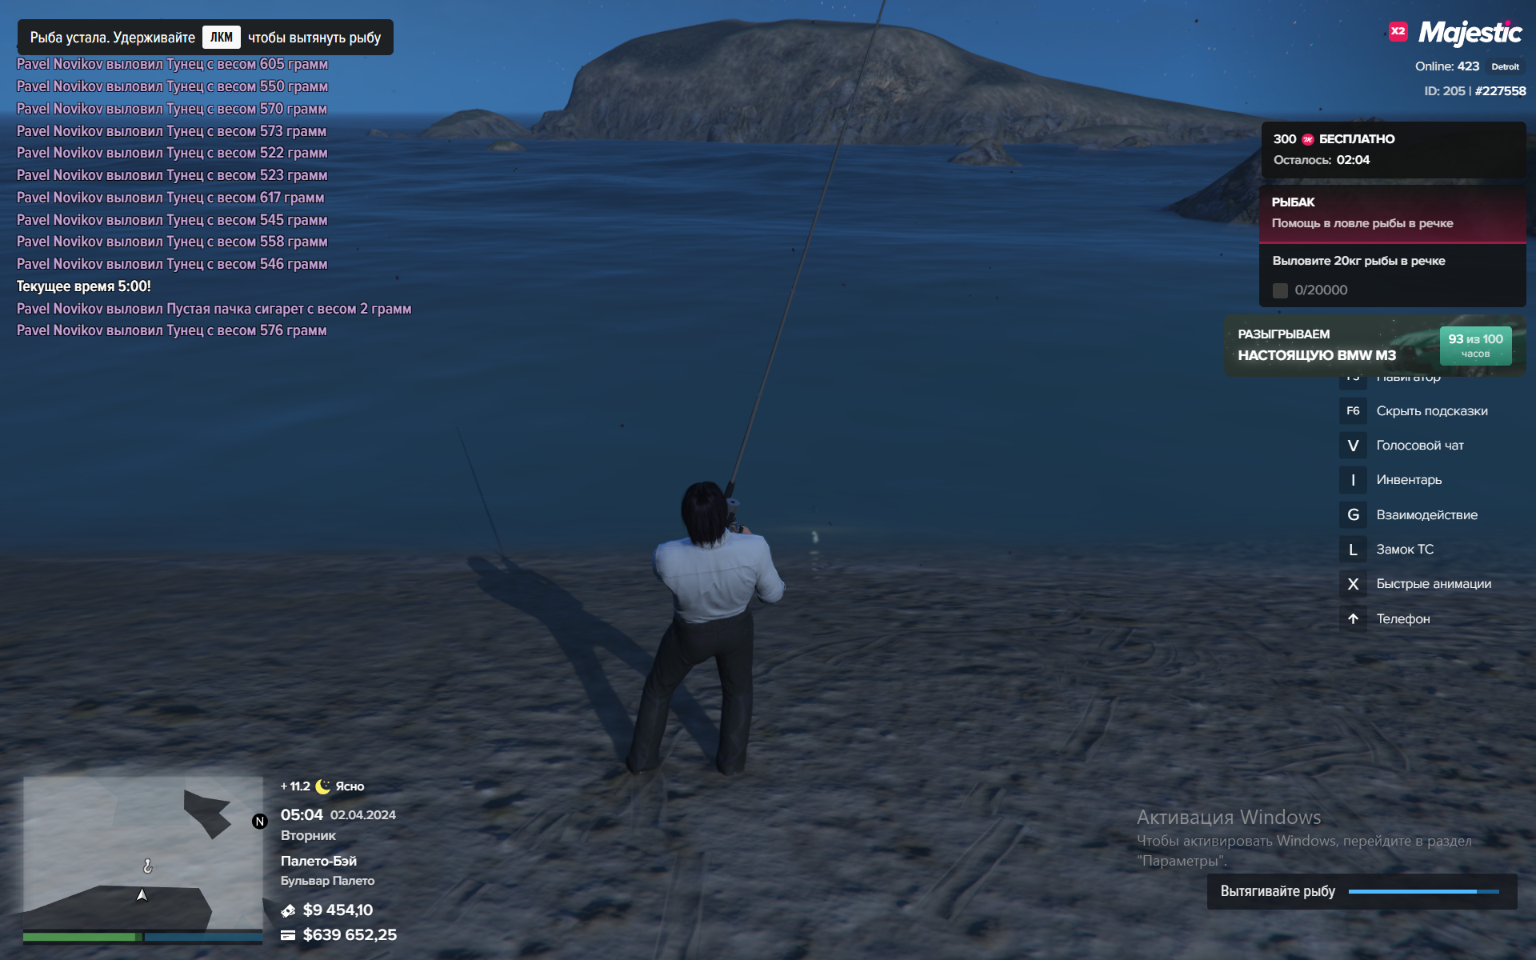 Рыба устала. Удерживайте ЛКМ чтобы вытянуть рыбу
Pavel Novikov выловил Тунец с весом 605 грамм
Pavel Novikov выловил Тунец с весом 550 грамм
Pavel Novikov выловил Тунец с весом 570 грамм
Pavel Novikov выловил Тунец с весом 573 грамм
Pavel Novikov выловил Тунец с весом 522 грамм
Pavel Novikov выловил Тунец с весом 523 грамм
Pavel Novikov выловил Тунец с весом 617 грамм
Pavel Novikov выловил Тунец с весом 545 грамм
Pavel Novikov выловил Тунец с весом 558 грамм
Pavel Novikov выловил Тунец с весом 546 грамм
Текущее время 5:00!
Pavel Novikov выловил Пустая пачка сигарет с весом 2 грамм
Pavel Novikov выловил Тунец с весом 576 грамм
X2 Majestic
Online: 423 Detroit
ID: 205 | #227558
300 БЕСПЛАТНО
Осталось: 02:04
РЫБАК
Помощь в ловле рыбы в речке
Выловите 20кг рыбы в речке
0/20000
РАЗЫГРЫВАЕМ
НАСТОЯЩУЮ BMW M3
93 из 100
часов
Навигатор
F6 Скрыть подсказки
V Голосовой чат
I Инвентарь
G Взаимодействие
L Замок ТС
X Быстрые анимации
↑ Телефон
N
+ 11.2 Ясно
05:04 02.04.2024
Вторник
Палето-Бэй
Бульвар Палето
$9 454,10
$639 652,25
Активация Windows
Чтобы активировать Windows, перейдите в раздел
"Параметры".
Вытягивайте рыбу